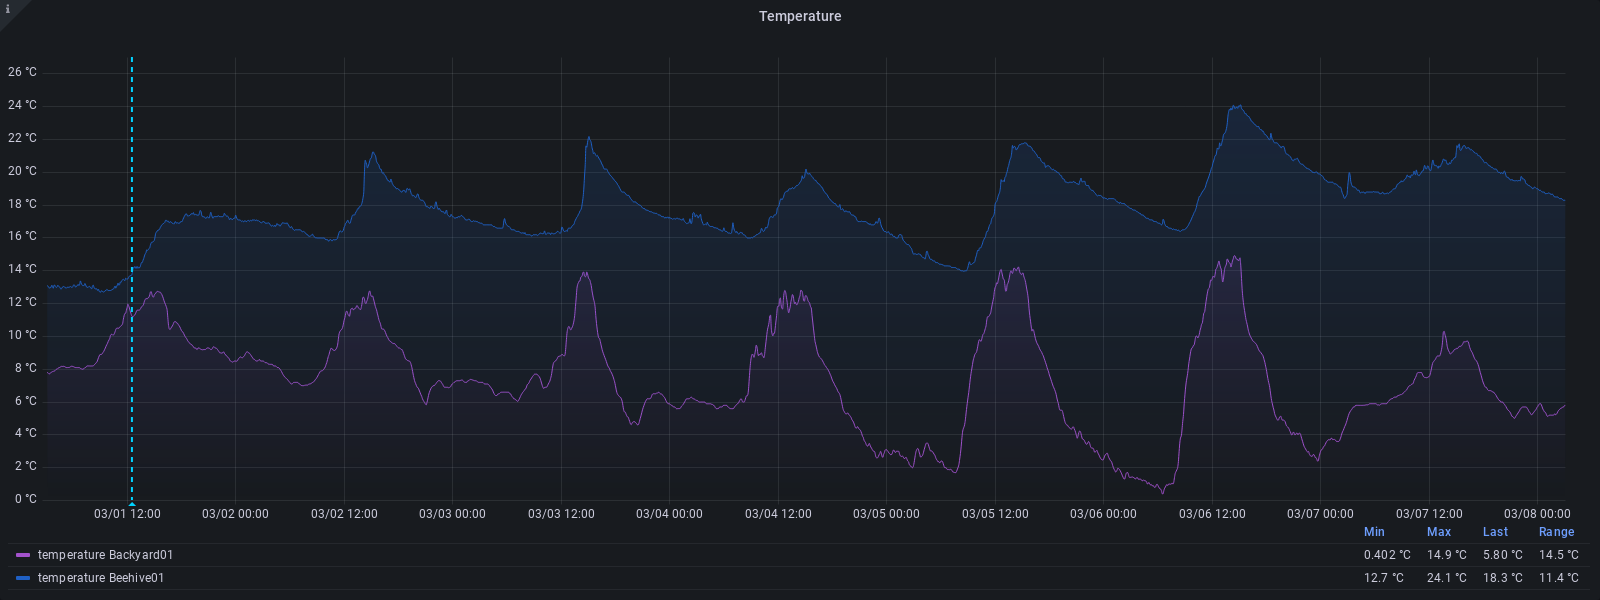 i
Temperature
26 °C
24 °C
22 °C
20 °C
18 °C
16 °C
14 °C
12 °C
10 °C
8 °C
6 °C
4 °C
2 °C
0 °C
03/01 12:00 03/02 00:00 03/02 12:00 03/03 00:00 03/03 12:00 03/04 00:00 03/04 12:00 03/05 00:00 03/05 12:00 03/06 00:00 03/06 12:00 03/07 00:00 03/07 12:00 03/08 00:00
Min Max Last Range
temperature Backyard01 0.402 °C 14.9 °C 5.80 °C 14.5 °C
temperature Beehive01 12.7 °C 24.1 °C 18.3 °C 11.4 °C